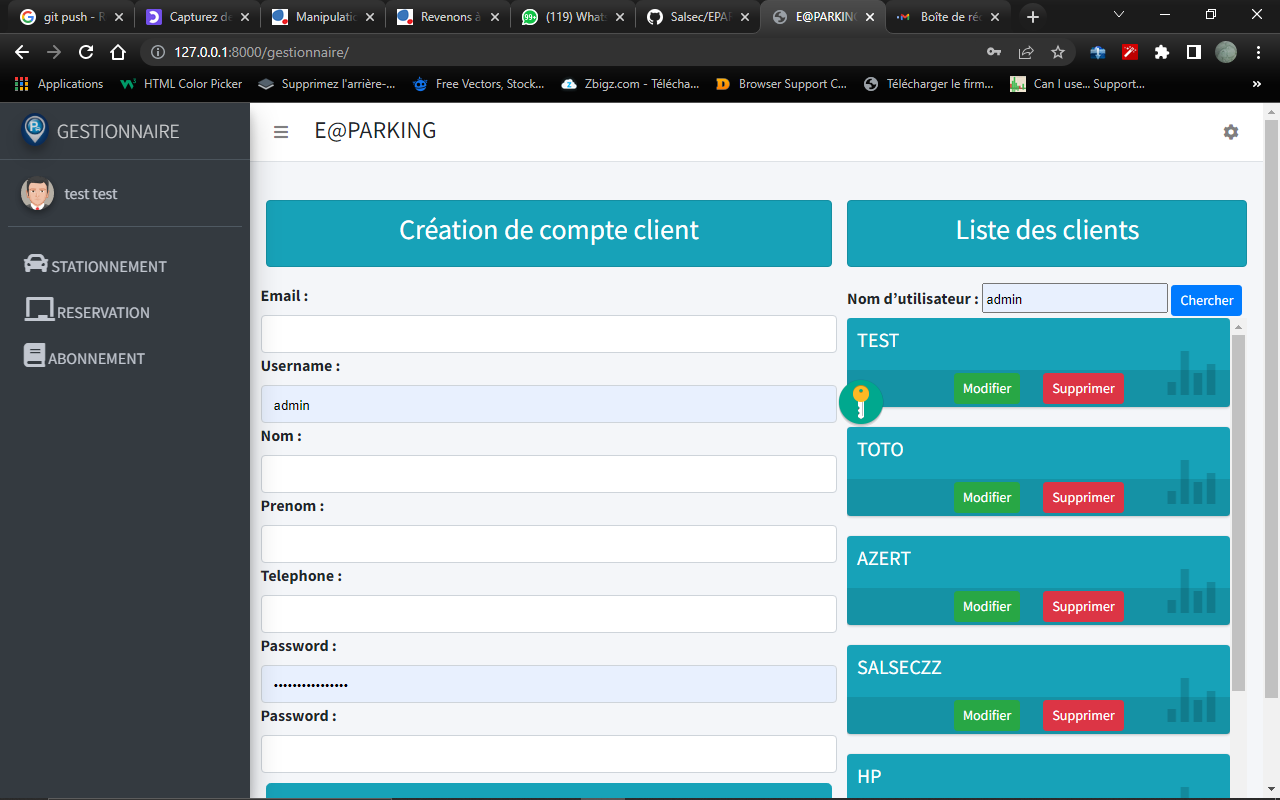 git push - R
Capturez de
Manipulatio
Revenons à
(119) Whats
Salsec/EPAR
E@PARKING
Boîte de réc
127.0.0.1:8000/gestionnaire/
Applications
HTML Color Picker
Supprimez l'arrière-...
Free Vectors, Stock...
Zbigz.com - Télécha...
Browser Support C...
Télécharger le firm...
Can I use... Support...
»
GESTIONNAIRE
E@PARKING
test test
STATIONNEMENT
RESERVATION
ABONNEMENT
Création de compte client
Email :
Username :
admin
Nom :
Prenom :
Telephone :
Password :
••••••••••••••••
Password :
Liste des clients
Nom d’utilisateur : admin Chercher
TEST
Modifier Supprimer
TOTO
Modifier Supprimer
AZERT
Modifier Supprimer
SALSECZZ
Modifier Supprimer
HP